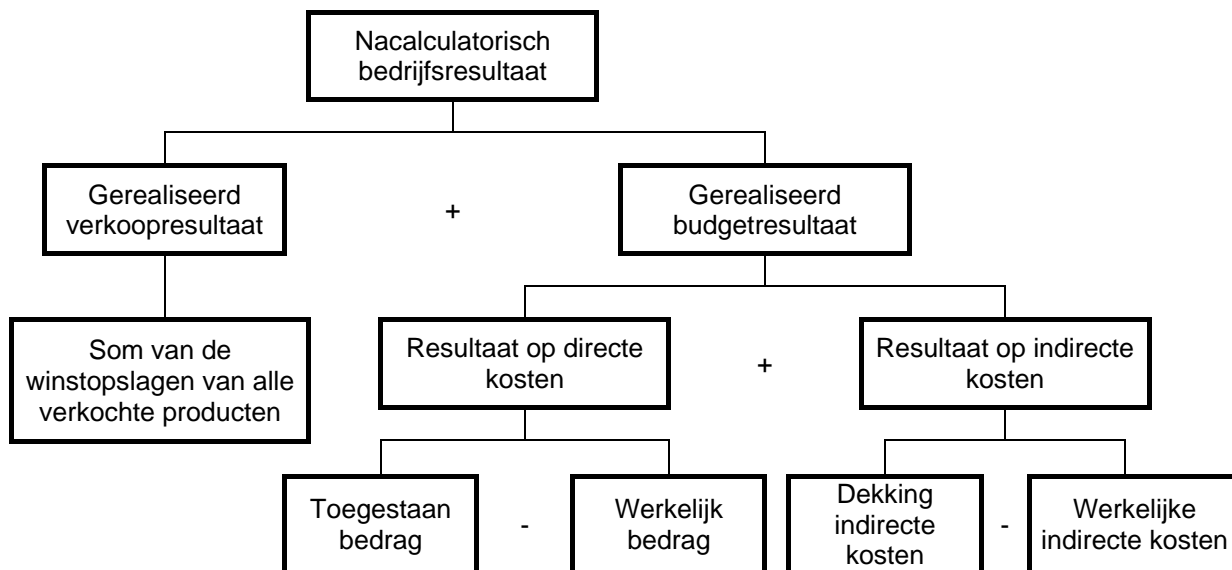 Nacalculatorisch
bedrijfsresultaat
Gerealiseerd
verkoopresultaat
+
Gerealiseerd
budgetresultaat
Som van de
winstopslagen van alle
verkochte producten
Resultaat op directe
kosten
+
Resultaat op indirecte
kosten
Toegestaan
bedrag
-
Werkelijk
bedrag
Dekking
indirecte
kosten
-
Werkelijke
indirecte kosten